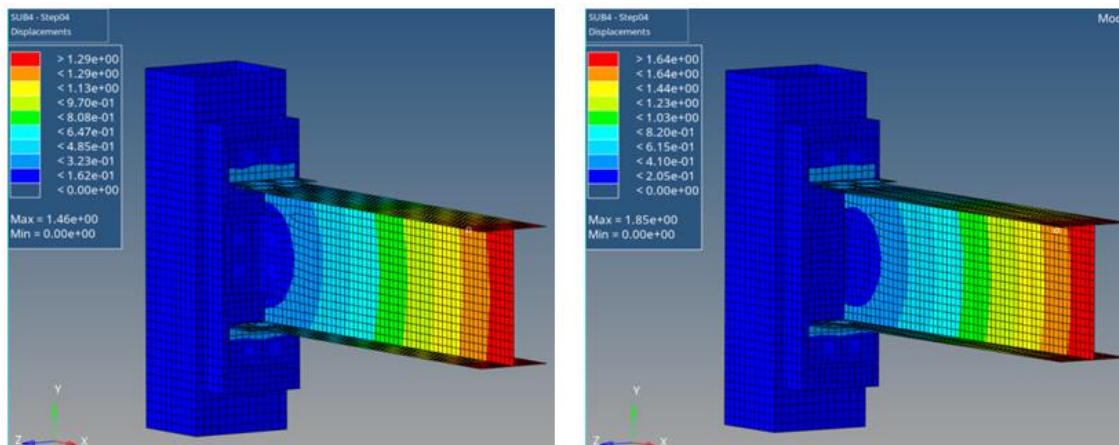 SUB4 - Step04
Displacements
> 1.29e+00
< 1.29e+00
< 1.13e+00
< 9.70e-01
< 8.08e-01
< 6.47e-01
< 4.85e-01
< 3.23e-01
< 1.62e-01
< 0.00e+00
Max = 1.46e+00
Min = 0.00e+00
Y
Z
X
SUB4 - Step04
Displacements
Mod
> 1.64e+00
< 1.64e+00
< 1.44e+00
< 1.23e+00
< 1.03e+00
< 8.20e-01
< 6.15e-01
< 4.10e-01
< 2.05e-01
< 0.00e+00
Max = 1.85e+00
Min = 0.00e+00
Y
Z
X